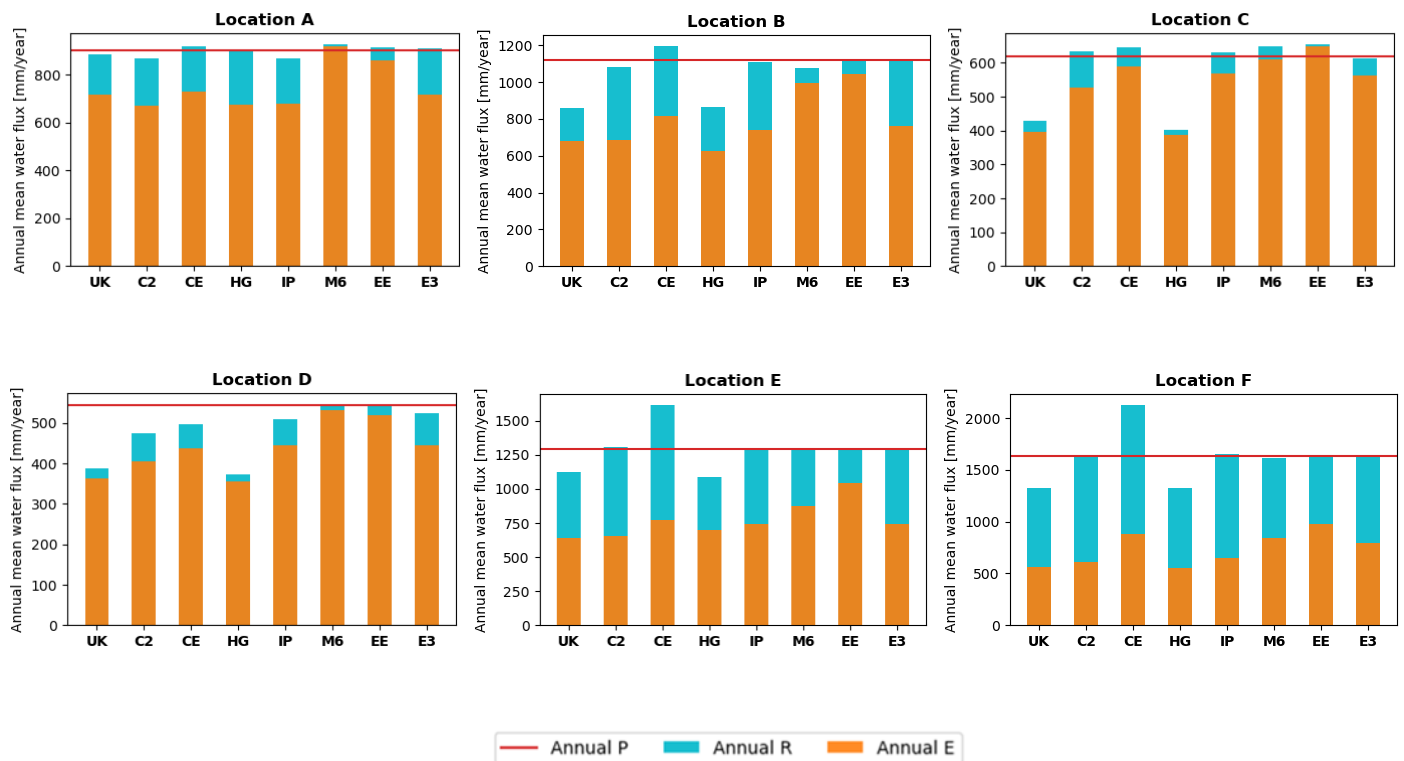 Location A
Annual mean water flux [mm/year]
800
600
400
200
0
UK C2 CE HG IP M6 EE E3
Location B
Annual mean water flux [mm/year]
1200
1000
800
600
400
200
0
UK C2 CE HG IP M6 EE E3
Location C
Annual mean water flux [mm/year]
600
500
400
300
200
100
0
UK C2 CE HG IP M6 EE E3
Location D
Annual mean water flux [mm/year]
500
400
300
200
100
0
UK C2 CE HG IP M6 EE E3
Location E
Annual mean water flux [mm/year]
1500
1250
1000
750
500
250
0
UK C2 CE HG IP M6 EE E3
Location F
Annual mean water flux [mm/year]
2000
1500
1000
500
0
UK C2 CE HG IP M6 EE E3
Annual P Annual R Annual E